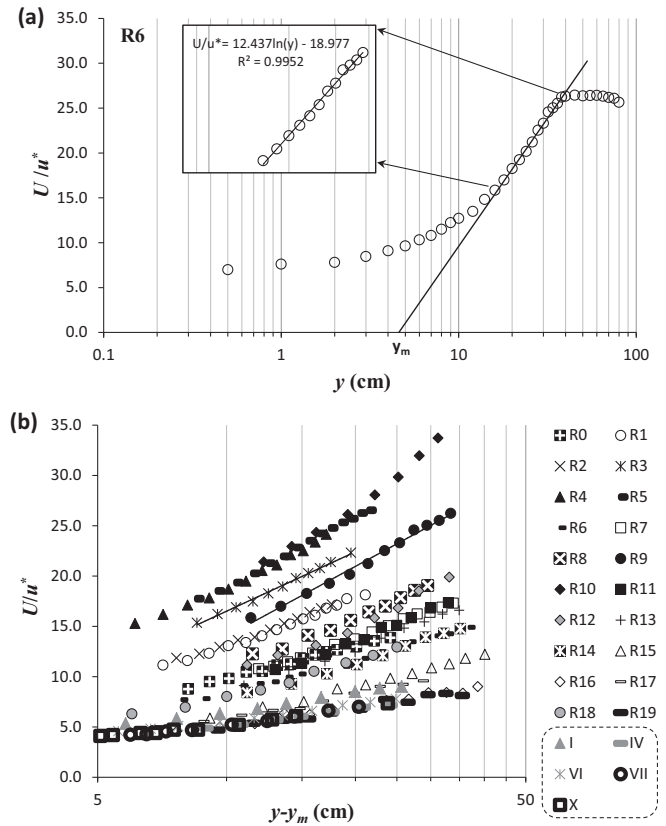 (a)
R6
35.0
30.0
25.0
20.0
15.0
10.0
5.0
0.0
U/u*
U/u*= 12.437ln(y) - 18.977
R² = 0.9952
0.1
1
yₘ
10
100
y (cm)
(b)
35.0
30.0
25.0
20.0
15.0
10.0
5.0
0.0
U/u*
5
50
y-yₘ (cm)
R0 R1
R2 R3
R4 R5
R6 R7
R8 R9
R10 R11
R12 R13
R14 R15
R16 R17
R18 R19
I IV
VI VII
X